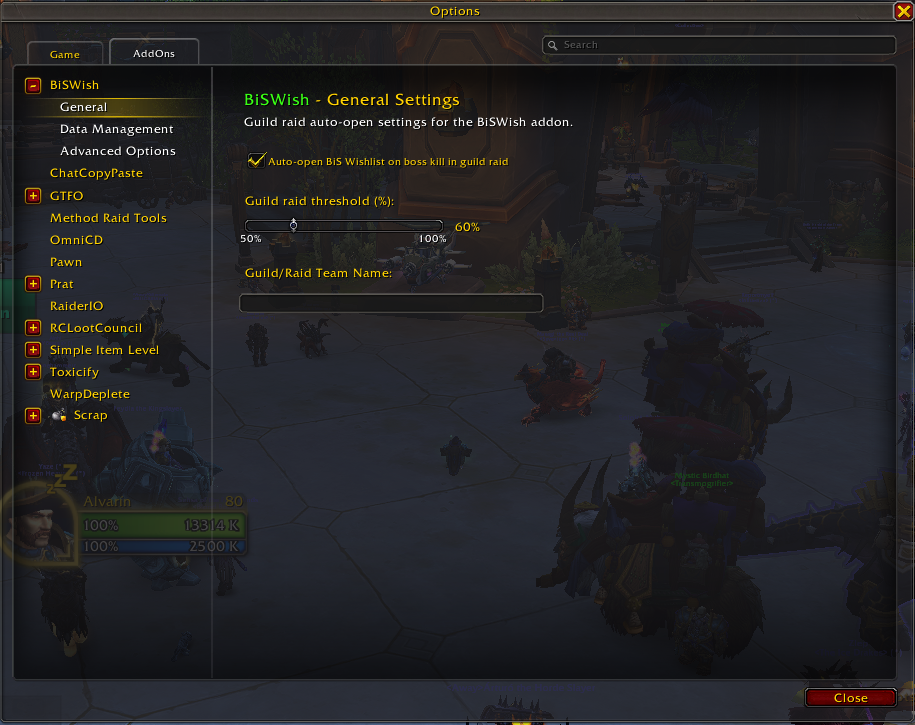 Options
Game
AddOns
Search
BiSWish
General
Data Management
Advanced Options
ChatCopyPaste
GTFO
Method Raid Tools
OmniCD
Pawn
Prat
RaiderIO
RCLootCouncil
Simple Item Level
Toxicify
WarpDeplete
Scrap
BiSWish - General Settings
Guild raid auto-open settings for the BiSWish addon.
Auto-open BiS Wishlist on boss kill in guild raid
Guild raid threshold (%):
60%
50% 100%
Guild/Raid Team Name:
Alvarin 80
100% 13314 K
100% 2500 K
Close